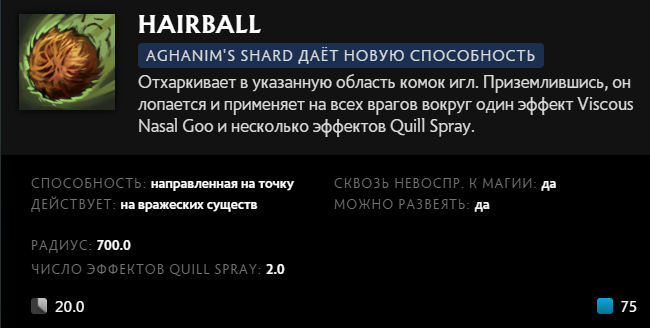 HAIRBALL
AGHANIM'S SHARD ДАЁТ НОВУЮ СПОСОБНОСТЬ
Отхаркивает в указанную область комок игл. Приземлившись, он
лопается и применяет на всех врагов вокруг один эффект Viscous
Nasal Goo и несколько эффектов Quill Spray.
СПОСОБНОСТЬ: направленная на точку
СКВОЗЬ НЕВОСПР. К МАГИИ: да
ДЕЙСТВУЕТ: на вражеских существ
МОЖНО РАЗВЕЯТЬ: да
РАДИУС: 700.0
ЧИСЛО ЭФФЕКТОВ QUILL SPRAY: 2.0
20.0
75